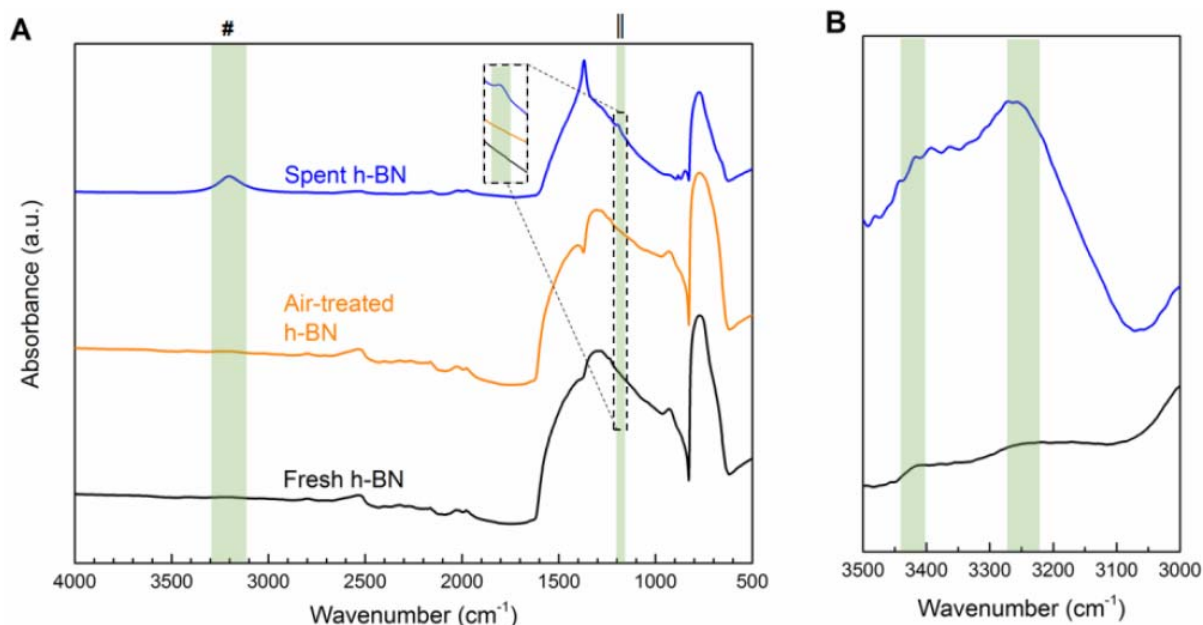 A
#
||
B
Spent h-BN
Air-treated
h-BN
Fresh h-BN
Absorbance (a.u.)
4000 3500 3000 2500 2000 1500 1000 500
Wavenumber (cm⁻¹)
3500 3400 3300 3200 3100 3000
Wavenumber (cm⁻¹)